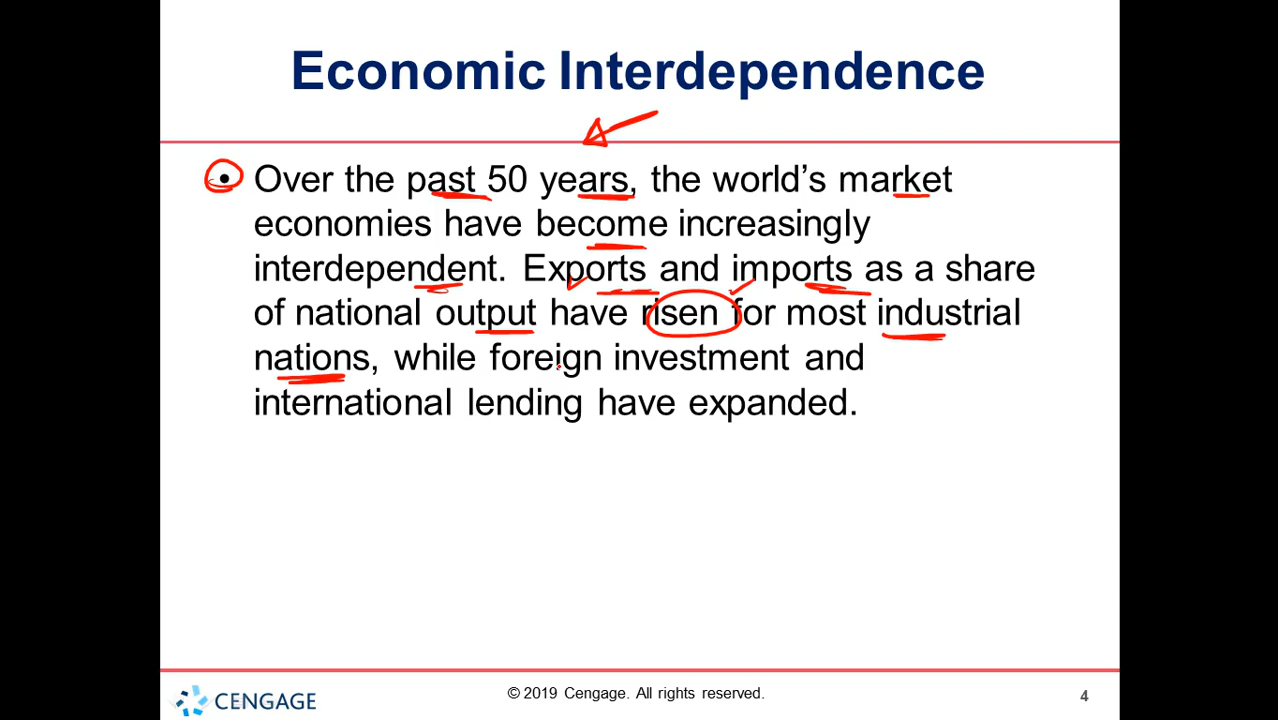 Economic Interdependence
• Over the past 50 years, the world’s market
economies have become increasingly
interdependent. Exports and imports as a share
of national output have risen for most industrial
nations, while foreign investment and
international lending have expanded.
CENGAGE
© 2019 Cengage. All rights reserved.
4